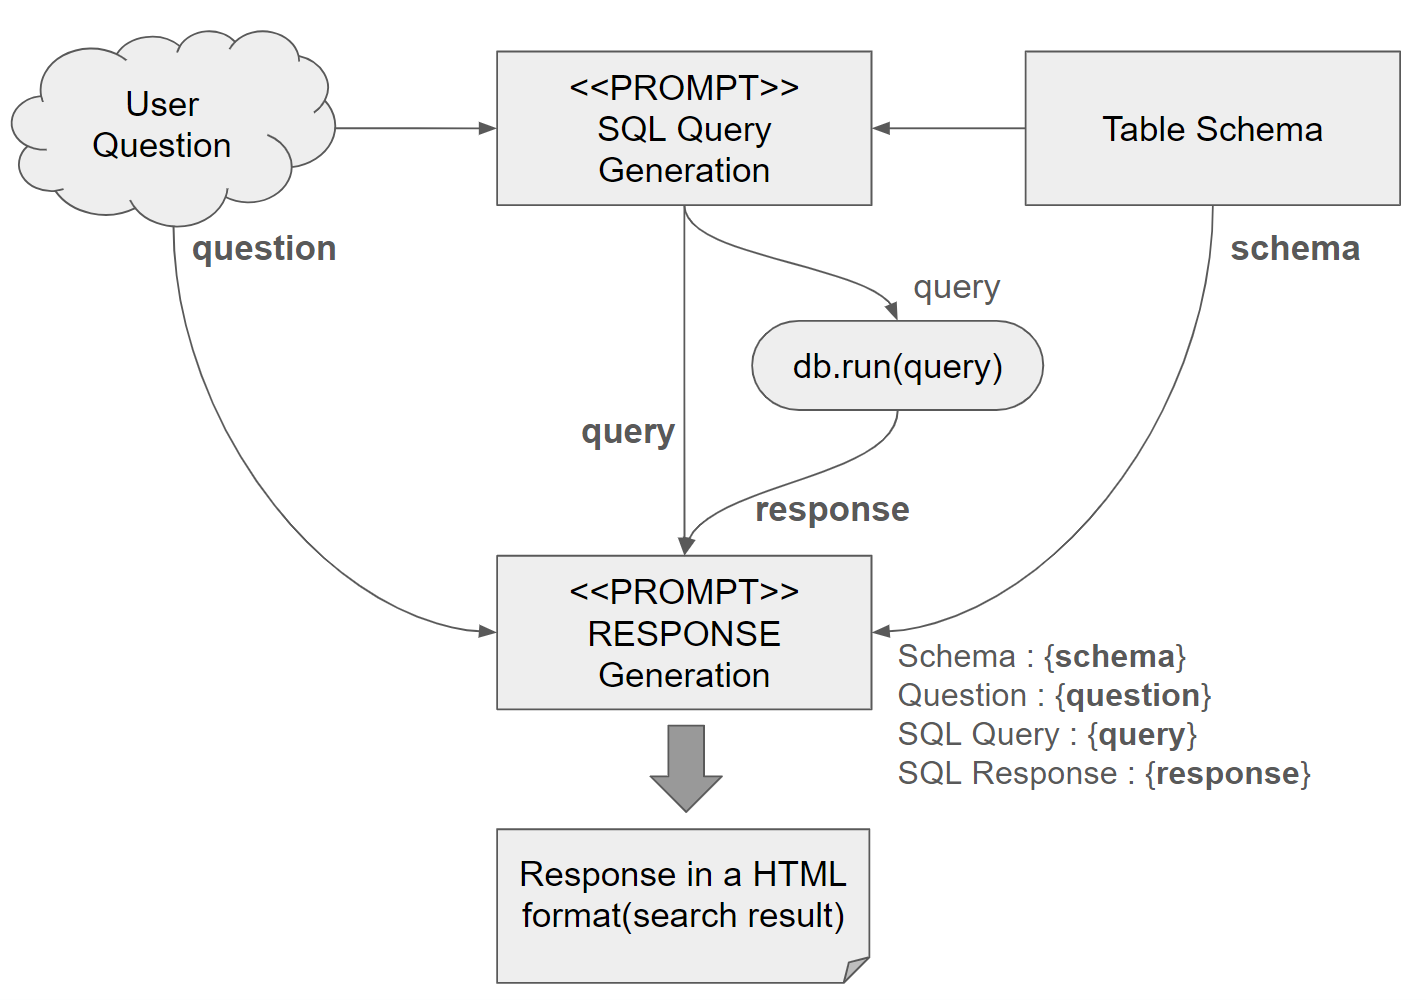 User
Question
<<PROMPT>>
SQL Query
Generation
Table Schema
question
schema
query
db.run(query)
query
response
<<PROMPT>>
RESPONSE
Generation
Schema : {schema}
Question : {question}
SQL Query : {query}
SQL Response : {response}
Response in a HTML
format(search result)